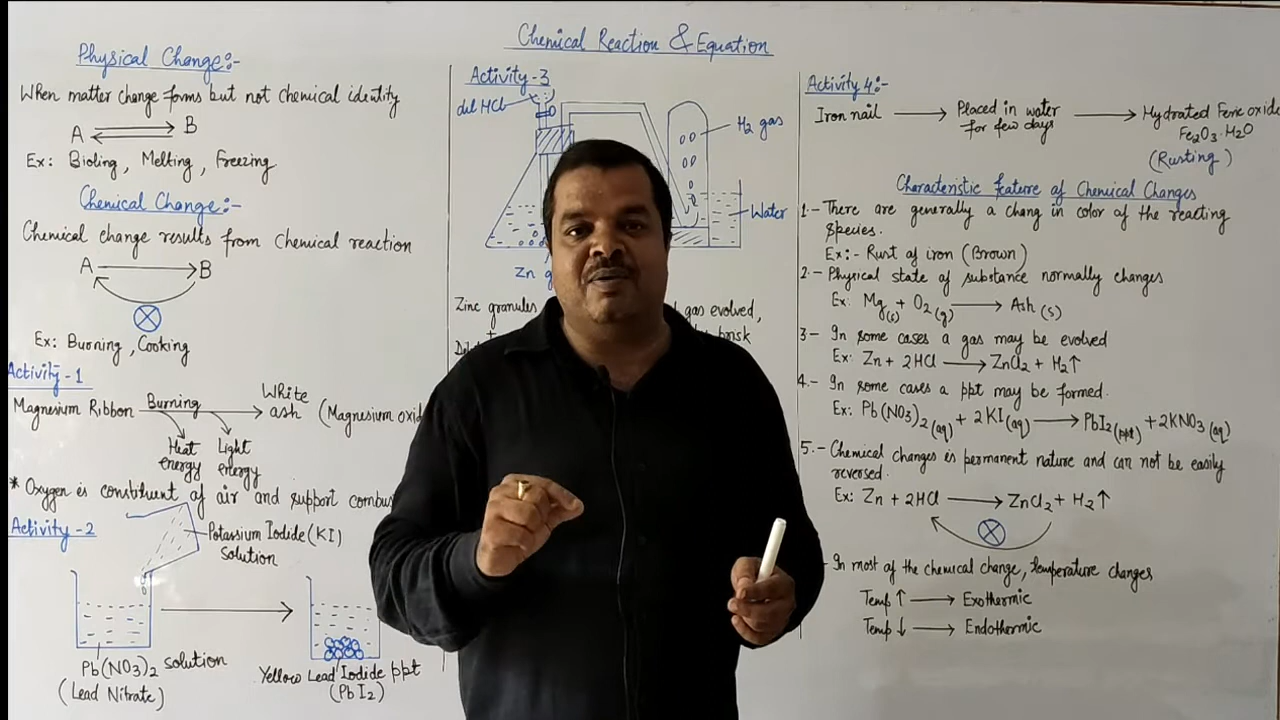 Chemical Reaction & Equation
Physical Change:-
When matter change forms but not chemical identity
A ⇌ B
Ex: Bioling, Melting, Freezing
Chemical Change:-
Chemical change results from chemical reaction
A → B
Ex: Burning, Cooking
Activity-1
Magnesium Ribbon Burning → White ash (Magnesium oxid
Heat energy Light energy
* Oxygen is constituent of air and support combus
Activity-2
Potassium Iodide (KI)
Solution
Pb(NO3)2 solution
(Lead Nitrate)
Yellow Lead Iodide ppt
(PbI2)
Activity-3
dil HCl
H2 gas
Water
Zn g
Zinc granules
gas evolved,
brisk
Activity 4:-
Iron nail → Placed in water for few days → Hydrated Ferric oxide
Fe2O3·H2O
(Rusting)
Characteristic feature of Chemical Changes
1.- There are generally a chang in color of the reacting
species.
Ex:- Rust of iron (Brown)
2.- Physical state of substance normally changes
Ex: Mg(s) + O2(g) → Ash(s)
3- In some cases a gas may be evolved
Ex: Zn + 2HCl → ZnCl2 + H2↑
4.- In some cases a ppt may be formed.
Ex: Pb(NO3)2(aq) + 2KI(aq) → PbI2(ppt) + 2KNO3(aq)
5.- Chemical changes is permanent nature and can not be easily
reversed.
Ex: Zn + 2HCl → ZnCl2 + H2↑
- In most of the chemical change, temperature changes
Temp ↑ → Exothermic
Temp ↓ → Endothermic